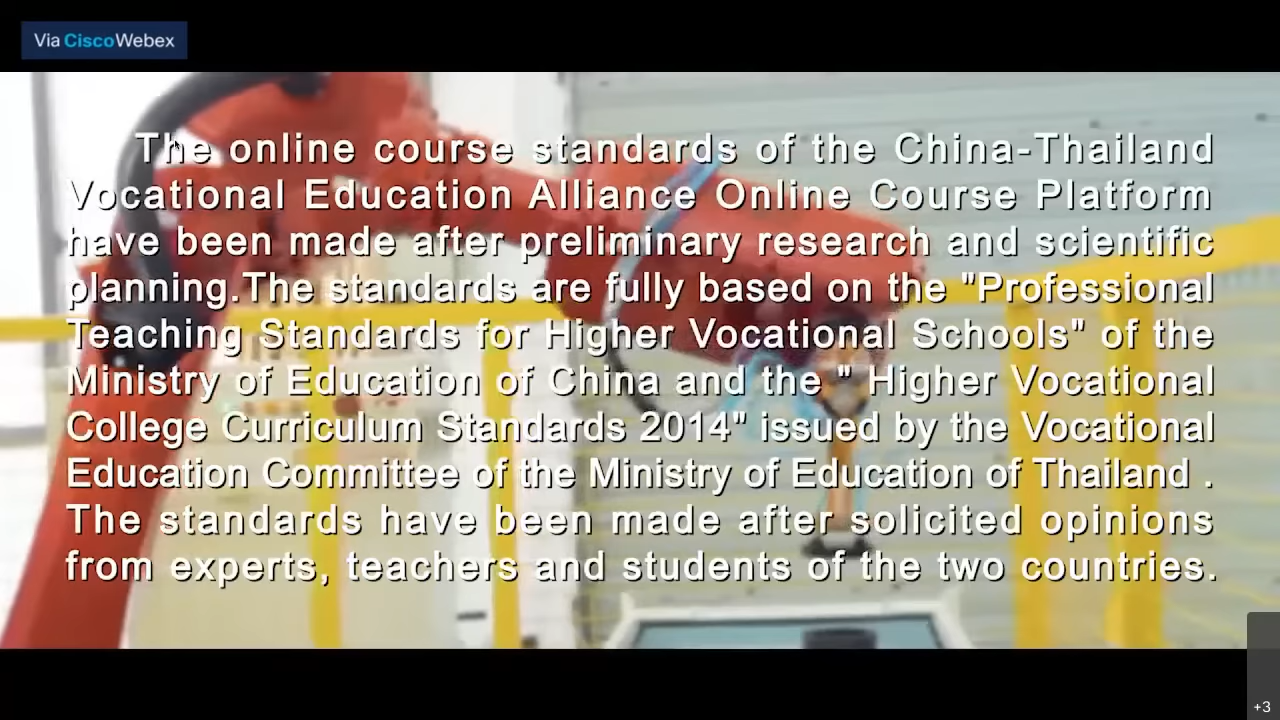 Via CiscoWebex
The online course standards of the China-Thailand
Vocational Education Alliance Online Course Platform
have been made after preliminary research and scientific
planning.The standards are fully based on the "Professional
Teaching Standards for Higher Vocational Schools" of the
Ministry of Education of China and the " Higher Vocational
College Curriculum Standards 2014" issued by the Vocational
Education Committee of the Ministry of Education of Thailand .
The standards have been made after solicited opinions
from experts, teachers and students of the two countries.
+3